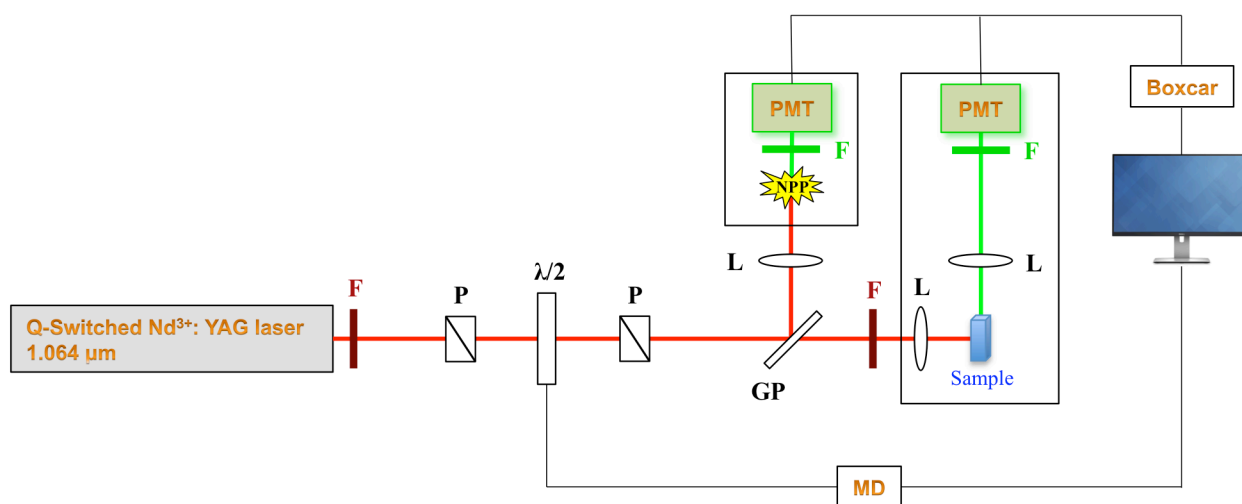 PMT
PMT
Boxcar
F
F
NPP
L
L
λ/2
F
P
P
F
L
Q-Switched Nd³⁺: YAG laser
1.064 µm
GP
Sample
MD